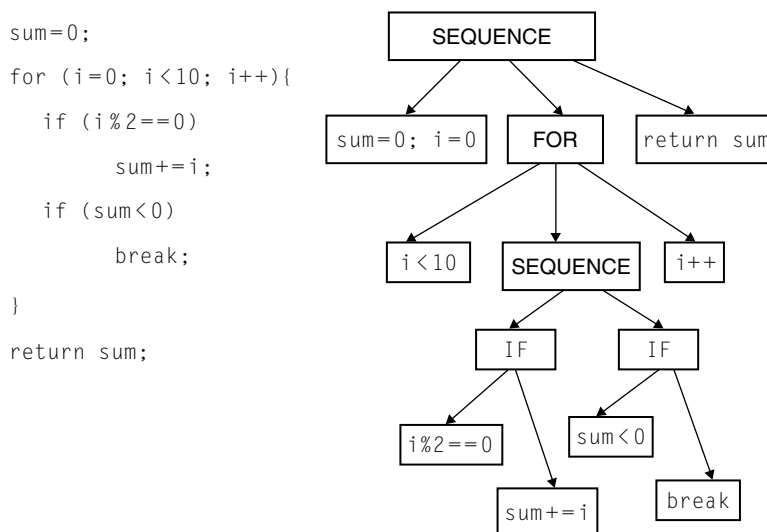 sum=0;
for (i=0; i<10; i++){
if (i%2==0)
sum+=i;
if (sum<0)
break;
}
return sum;
SEQUENCE
sum=0; i=0
FOR
return sum
i<10
SEQUENCE
i++
IF
IF
i%2==0
sum<0
sum+=i
break